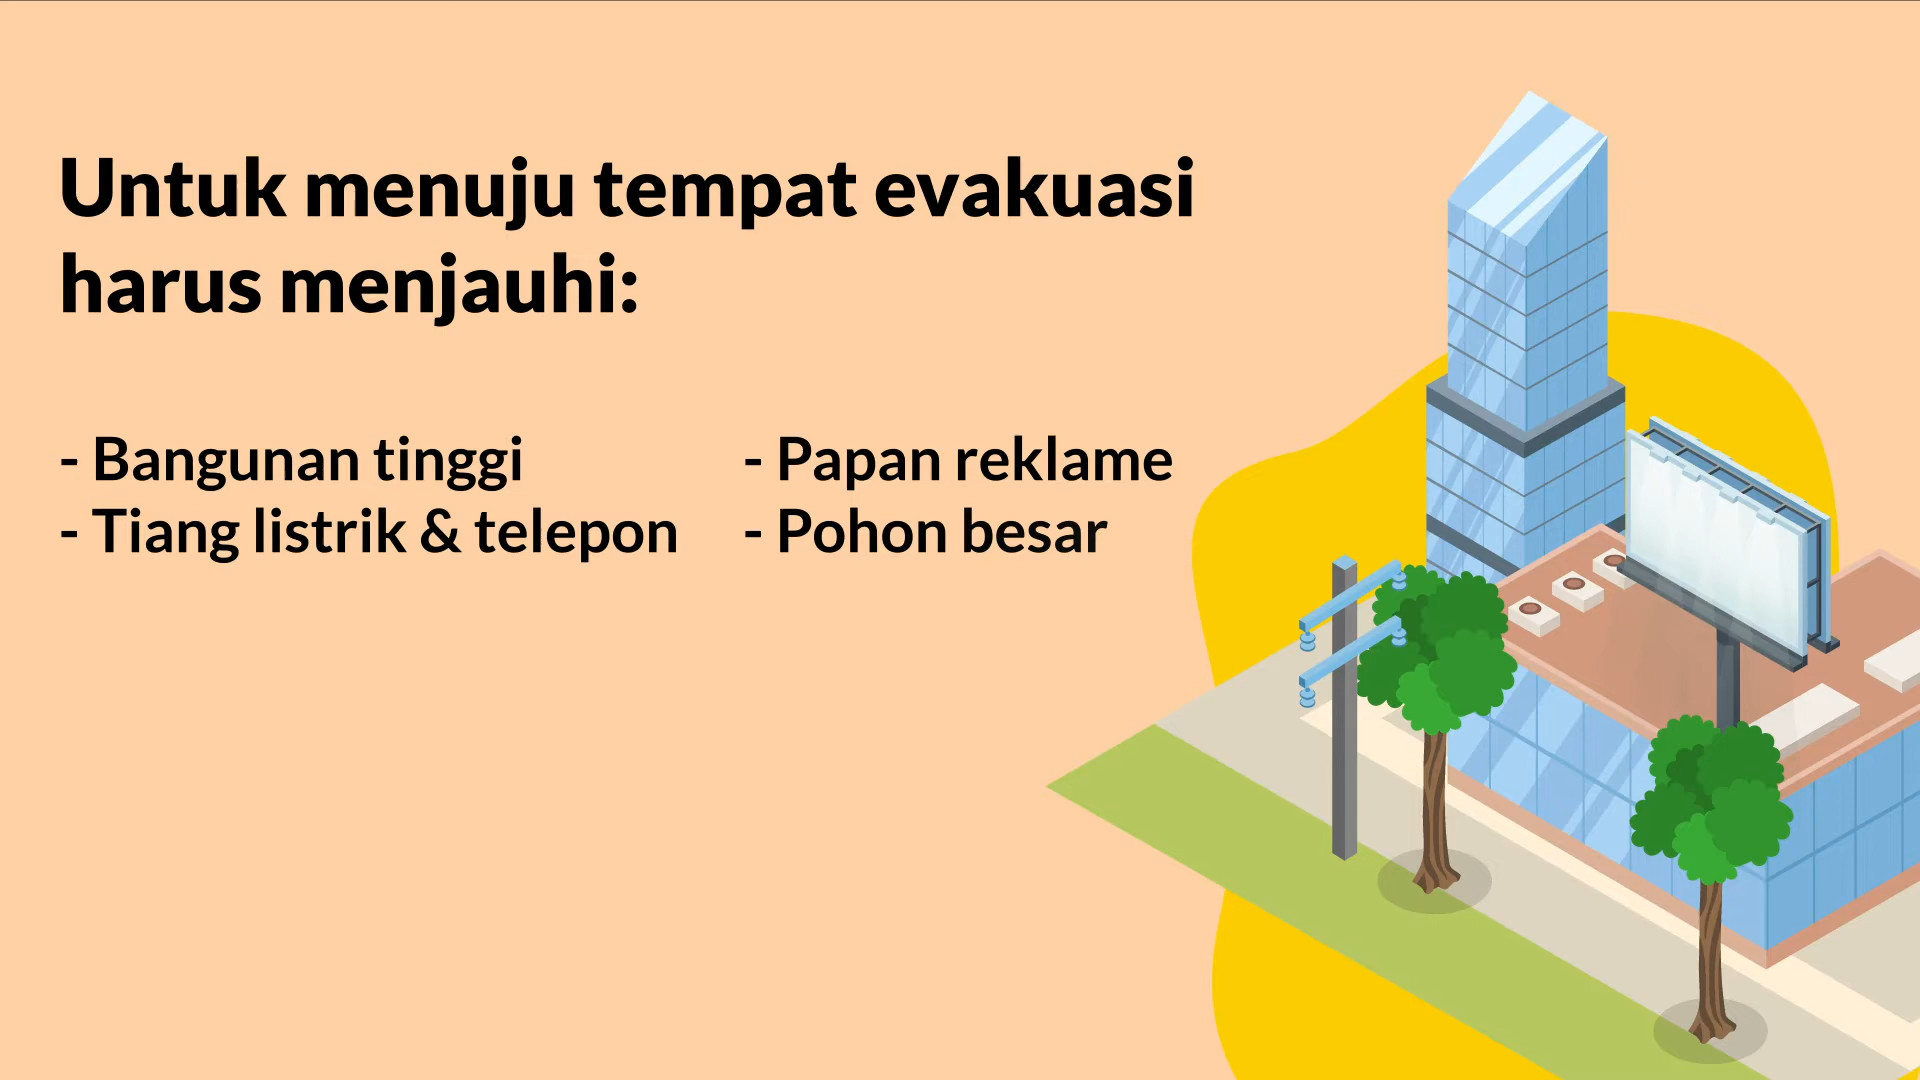 Untuk menuju tempat evakuasi
harus menjauhi:
- Bangunan tinggi
- Tiang listrik & telepon
- Papan reklame
- Pohon besar